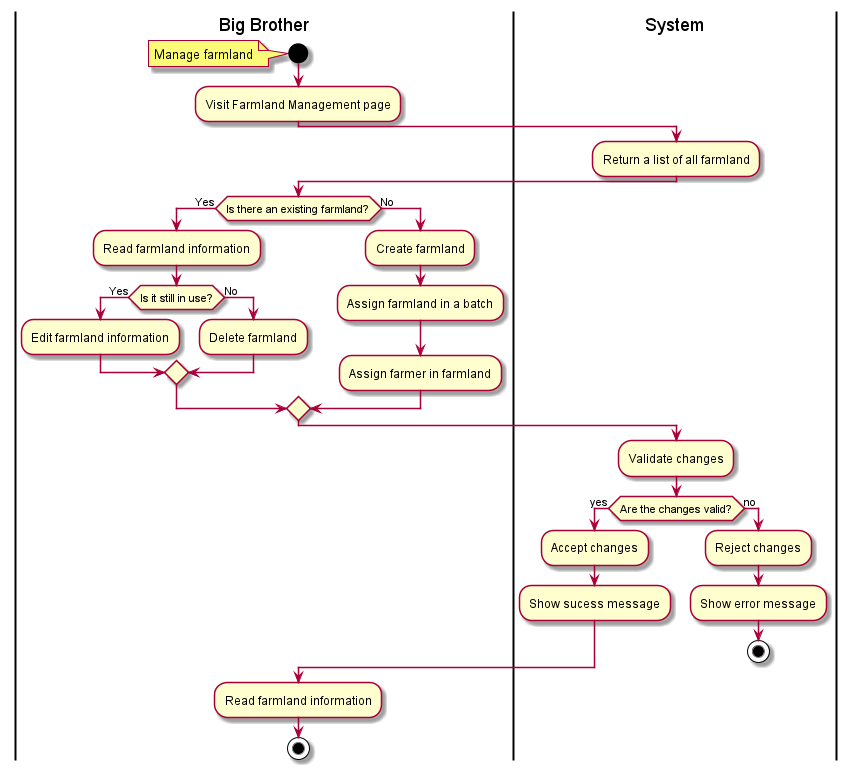 Big Brother
System
Manage farmland
Visit Farmland Management page
Return a list of all farmland
Yes
Is there an existing farmland?
No
Read farmland information
Create farmland
Yes
Is it still in use?
No
Assign farmland in a batch
Edit farmland information
Delete farmland
Assign farmer in farmland
Validate changes
yes
Are the changes valid?
no
Accept changes
Reject changes
Show sucess message
Show error message
Read farmland information